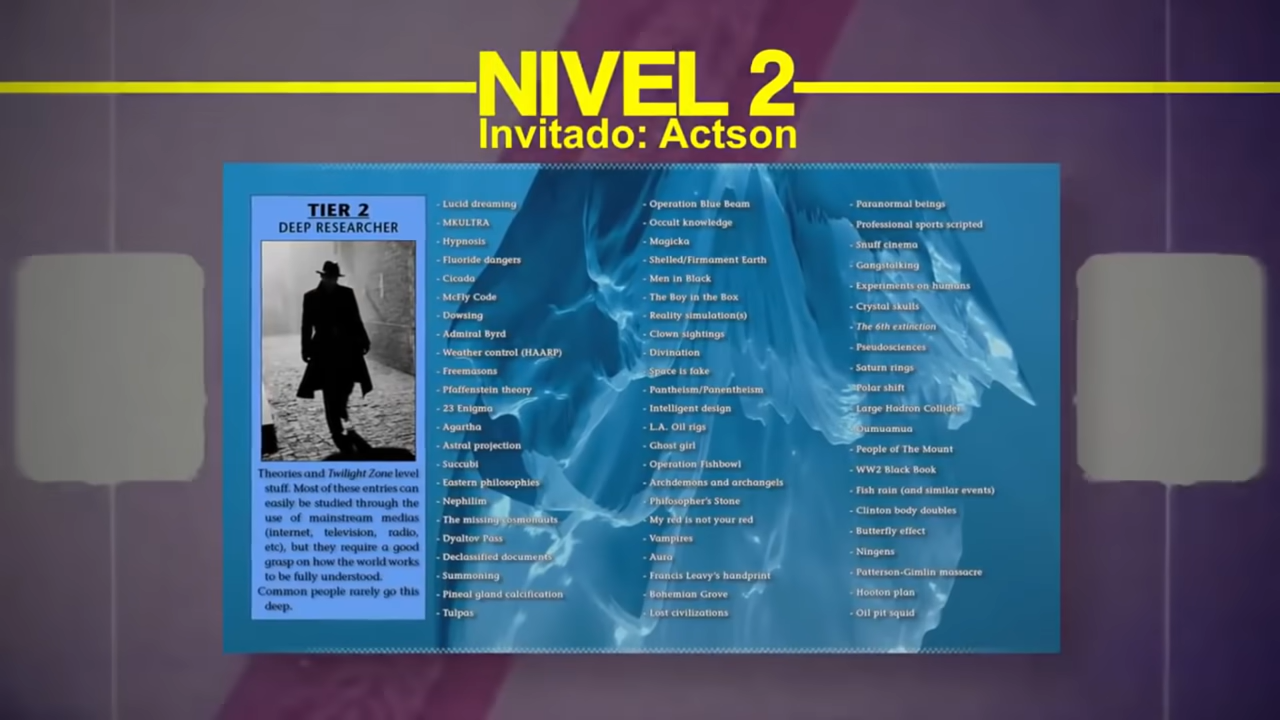 NIVEL 2
Invitado: Actson
TIER 2
DEEP RESEARCHER
Theories and Twilight Zone level
stuff. Most of these entries can
easily be studied through the
use of mainstream medias
(internet, television, radio,
etc), but they require a good
grasp on how the world works
to be fully understood.
Common people rarely go this
deep.
- Lucid dreaming
- MKULTRA
- Hypnosis
- Fluoride dangers
- Cicada
- McFly Code
- Dowsing
- Admiral Byrd
- Weather control (HAARP)
- Freemasons
- Pfaffenstein theory
- 23 Enigma
- Agartha
- Astral projection
- Succubi
- Eastern philosophies
- Nephilim
- The missing cosmonauts
- Dyaltov Pass
- Declassified documents
- Summoning
- Pineal gland calcification
- Tulpas
- Operation Blue Beam
- Occult knowledge
- Magicka
- Shelled/Firmament Earth
- Men in Black
- The Boy in the Box
- Reality simulation(s)
- Clown sightings
- Divination
- Space is fake
- Pantheism/Panentheism
- Intelligent design
- L.A. Oil rigs
- Ghost girl
- Operation Fishbowl
- Archdemons and archangels
- Philosopher's Stone
- My red is not your red
- Vampires
- Aura
- Francis Leavy's handprint
- Bohemian Grove
- Lost civilizations
- Paranormal beings
- Professional sports scripted
- Snuff cinema
- Gangstalking
- Experiments on humans
- Crystal skulls
- The 6th extinction
- Pseudosciences
- Saturn rings
- Polar shift
- Large Hadron Collider
- Oumuamua
- People of The Mount
- WW2 Black Book
- Fish rain (and similar events)
- Clinton body doubles
- Butterfly effect
- Ningens
- Patterson-Gimlin massacre
- Hooton plan
- Oil pit squid